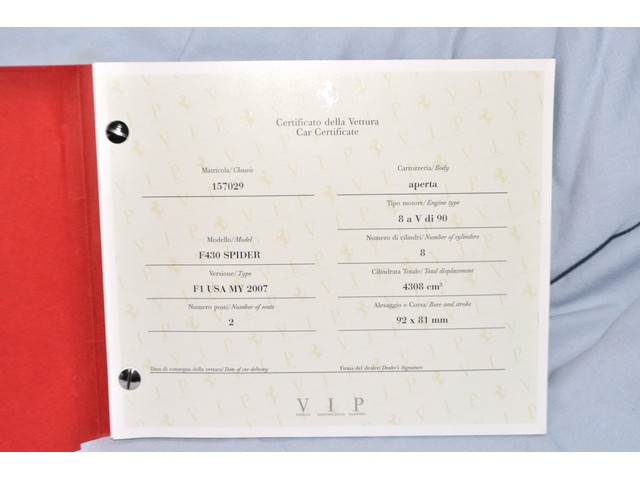 Certificato della Vettura
Car Certificate
Matricola/Chassis
157029
Modello/Model
F430 SPIDER
Versione/Type
F1 USA MY 2007
Numero posti/Number of seats
2
Carrozzeria/Body
aperta
Tipo motore/Engine type
8 a V di 90
Numero di cilindri/Number of cylinders
8
Cilindrata Totale/Total displacement
4308 cm³
Alesaggio e Corsa/Bore and stroke
92 x 81 mm
Data di consegna della vettura/Date of car delivery
Firma del dealer/Dealer's Signature
V I P